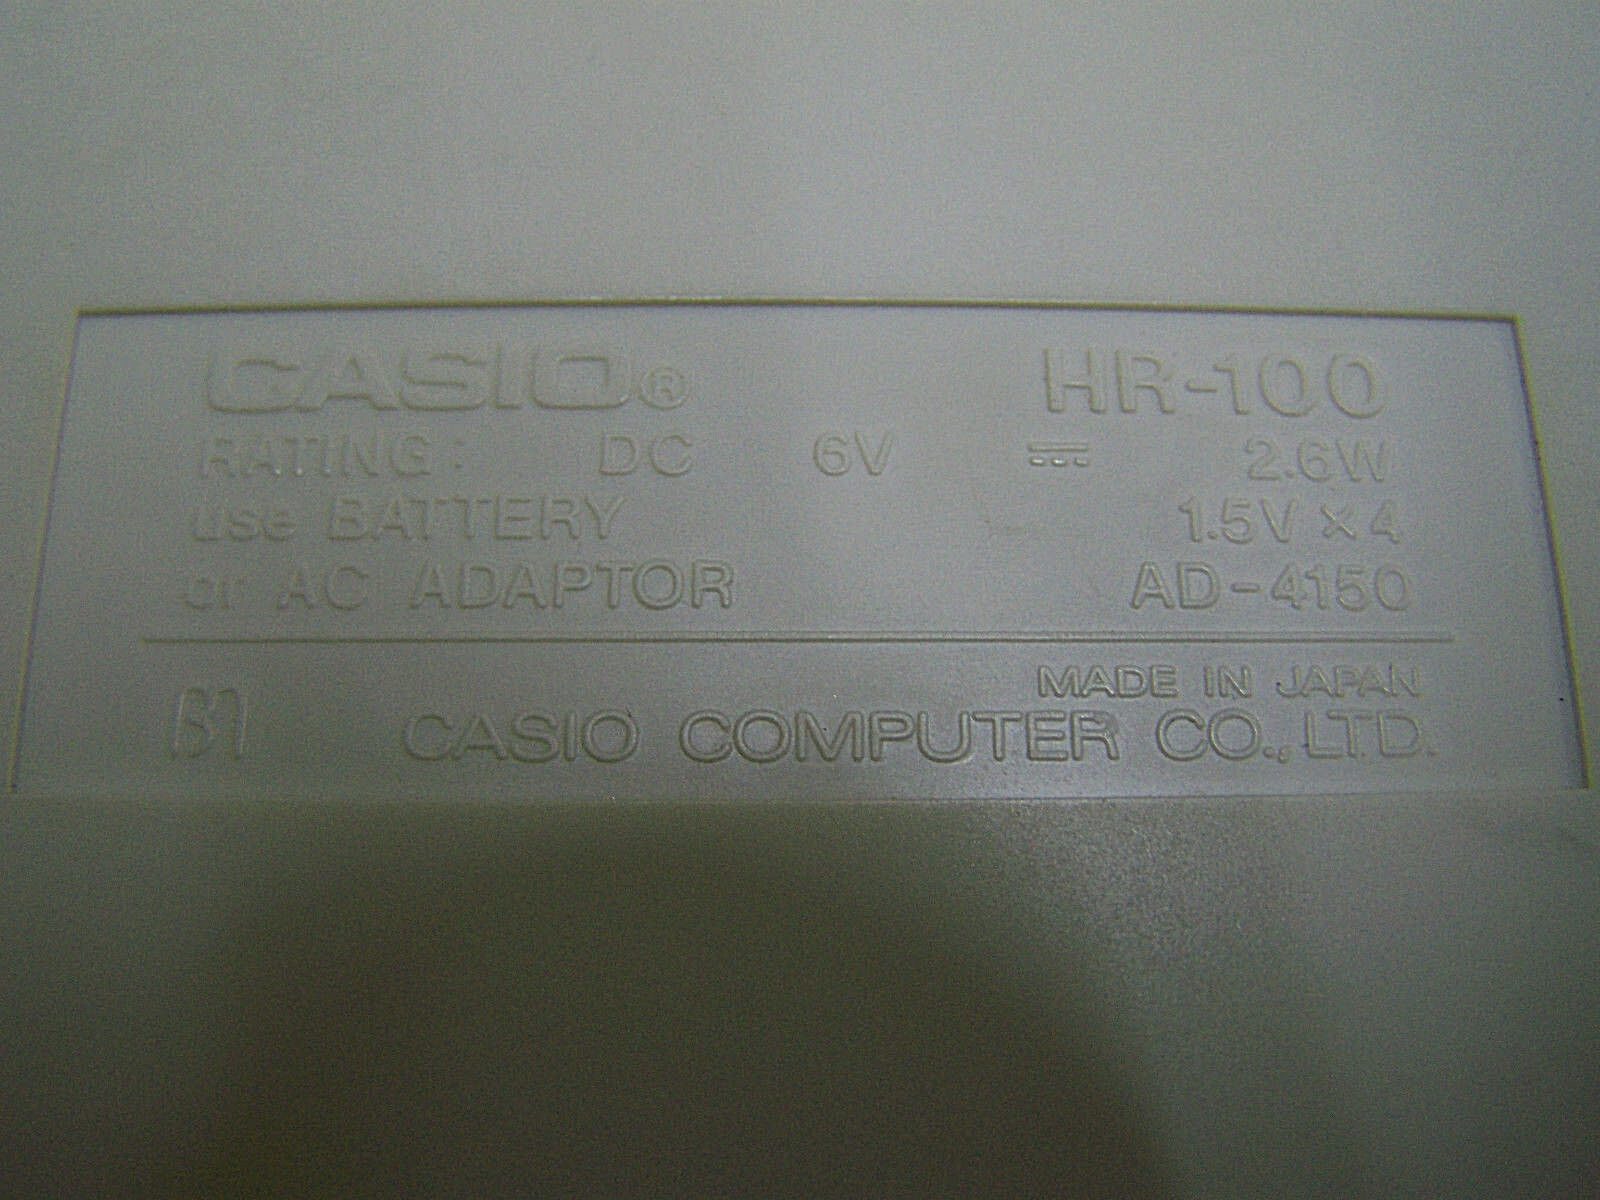 CASIO® HR-100
RATING: DC 6V ⎓ 2.6W
use BATTERY 1.5V × 4
or AC ADAPTOR AD-4150
MADE IN JAPAN
B1 CASIO COMPUTER CO., LTD.